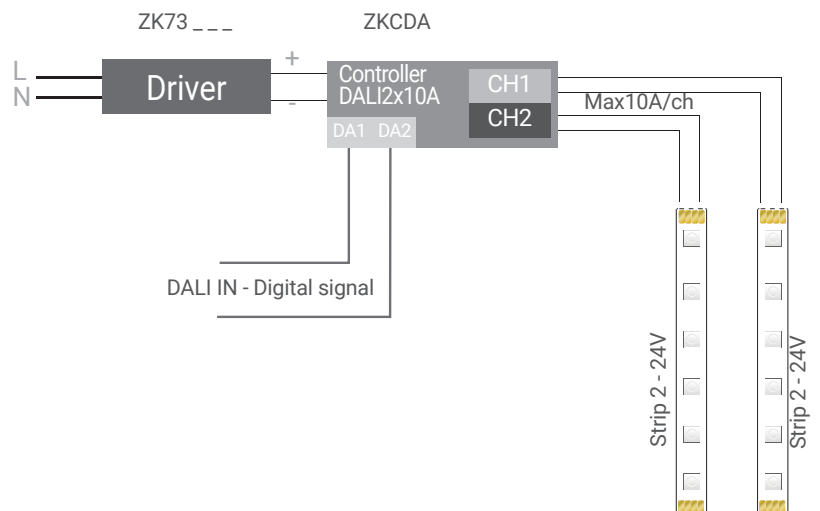 ZK73 _ _ _
ZKCDA
L
N
Driver
+
-
Controller
DALI2x10A
CH1
CH2
DA1 DA2
Max10A/ch
DALI IN - Digital signal
Strip 2 - 24V
Strip 2 - 24V